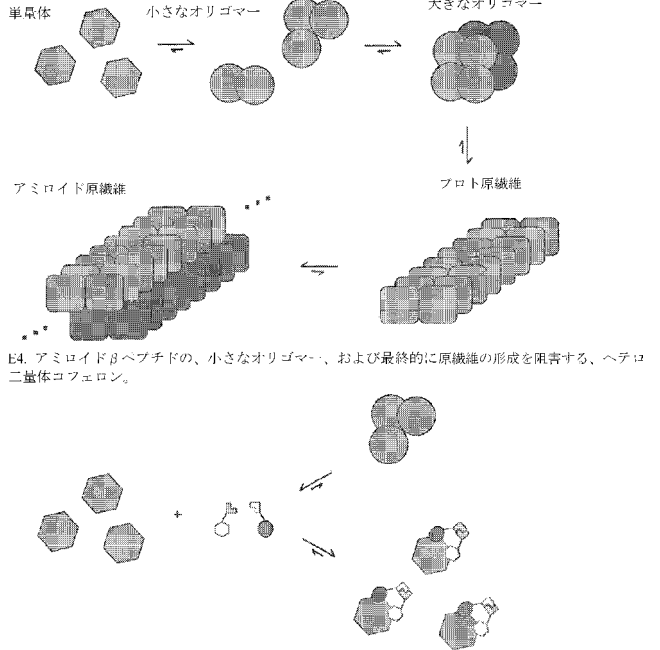 単量体
小さなオリゴマー
大きなオリゴマー
アミロイド原繊維
プロト原繊維
E4. アミロイドβペプチドの、小さなオリゴマー、および最終的に原繊維の形成を阻害する、ヘテロ
二量体コフェロン。
+